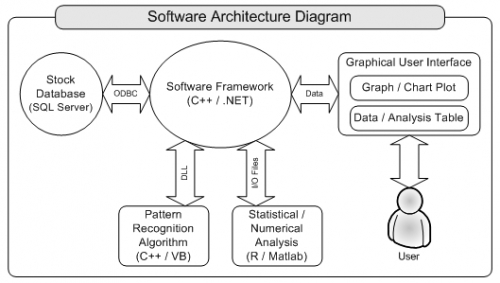 Software Architecture Diagram
Stock
Database
(SQL Server)
ODBC
Software Framework
(C++ / .NET)
Data
Graphical User Interface
Graph / Chart Plot
Data / Analysis Table
DLL
I/O Files
Pattern
Recognition
Algorithm
(C++ / VB)
Statistical /
Numerical
Analysis
(R / Matlab)
User